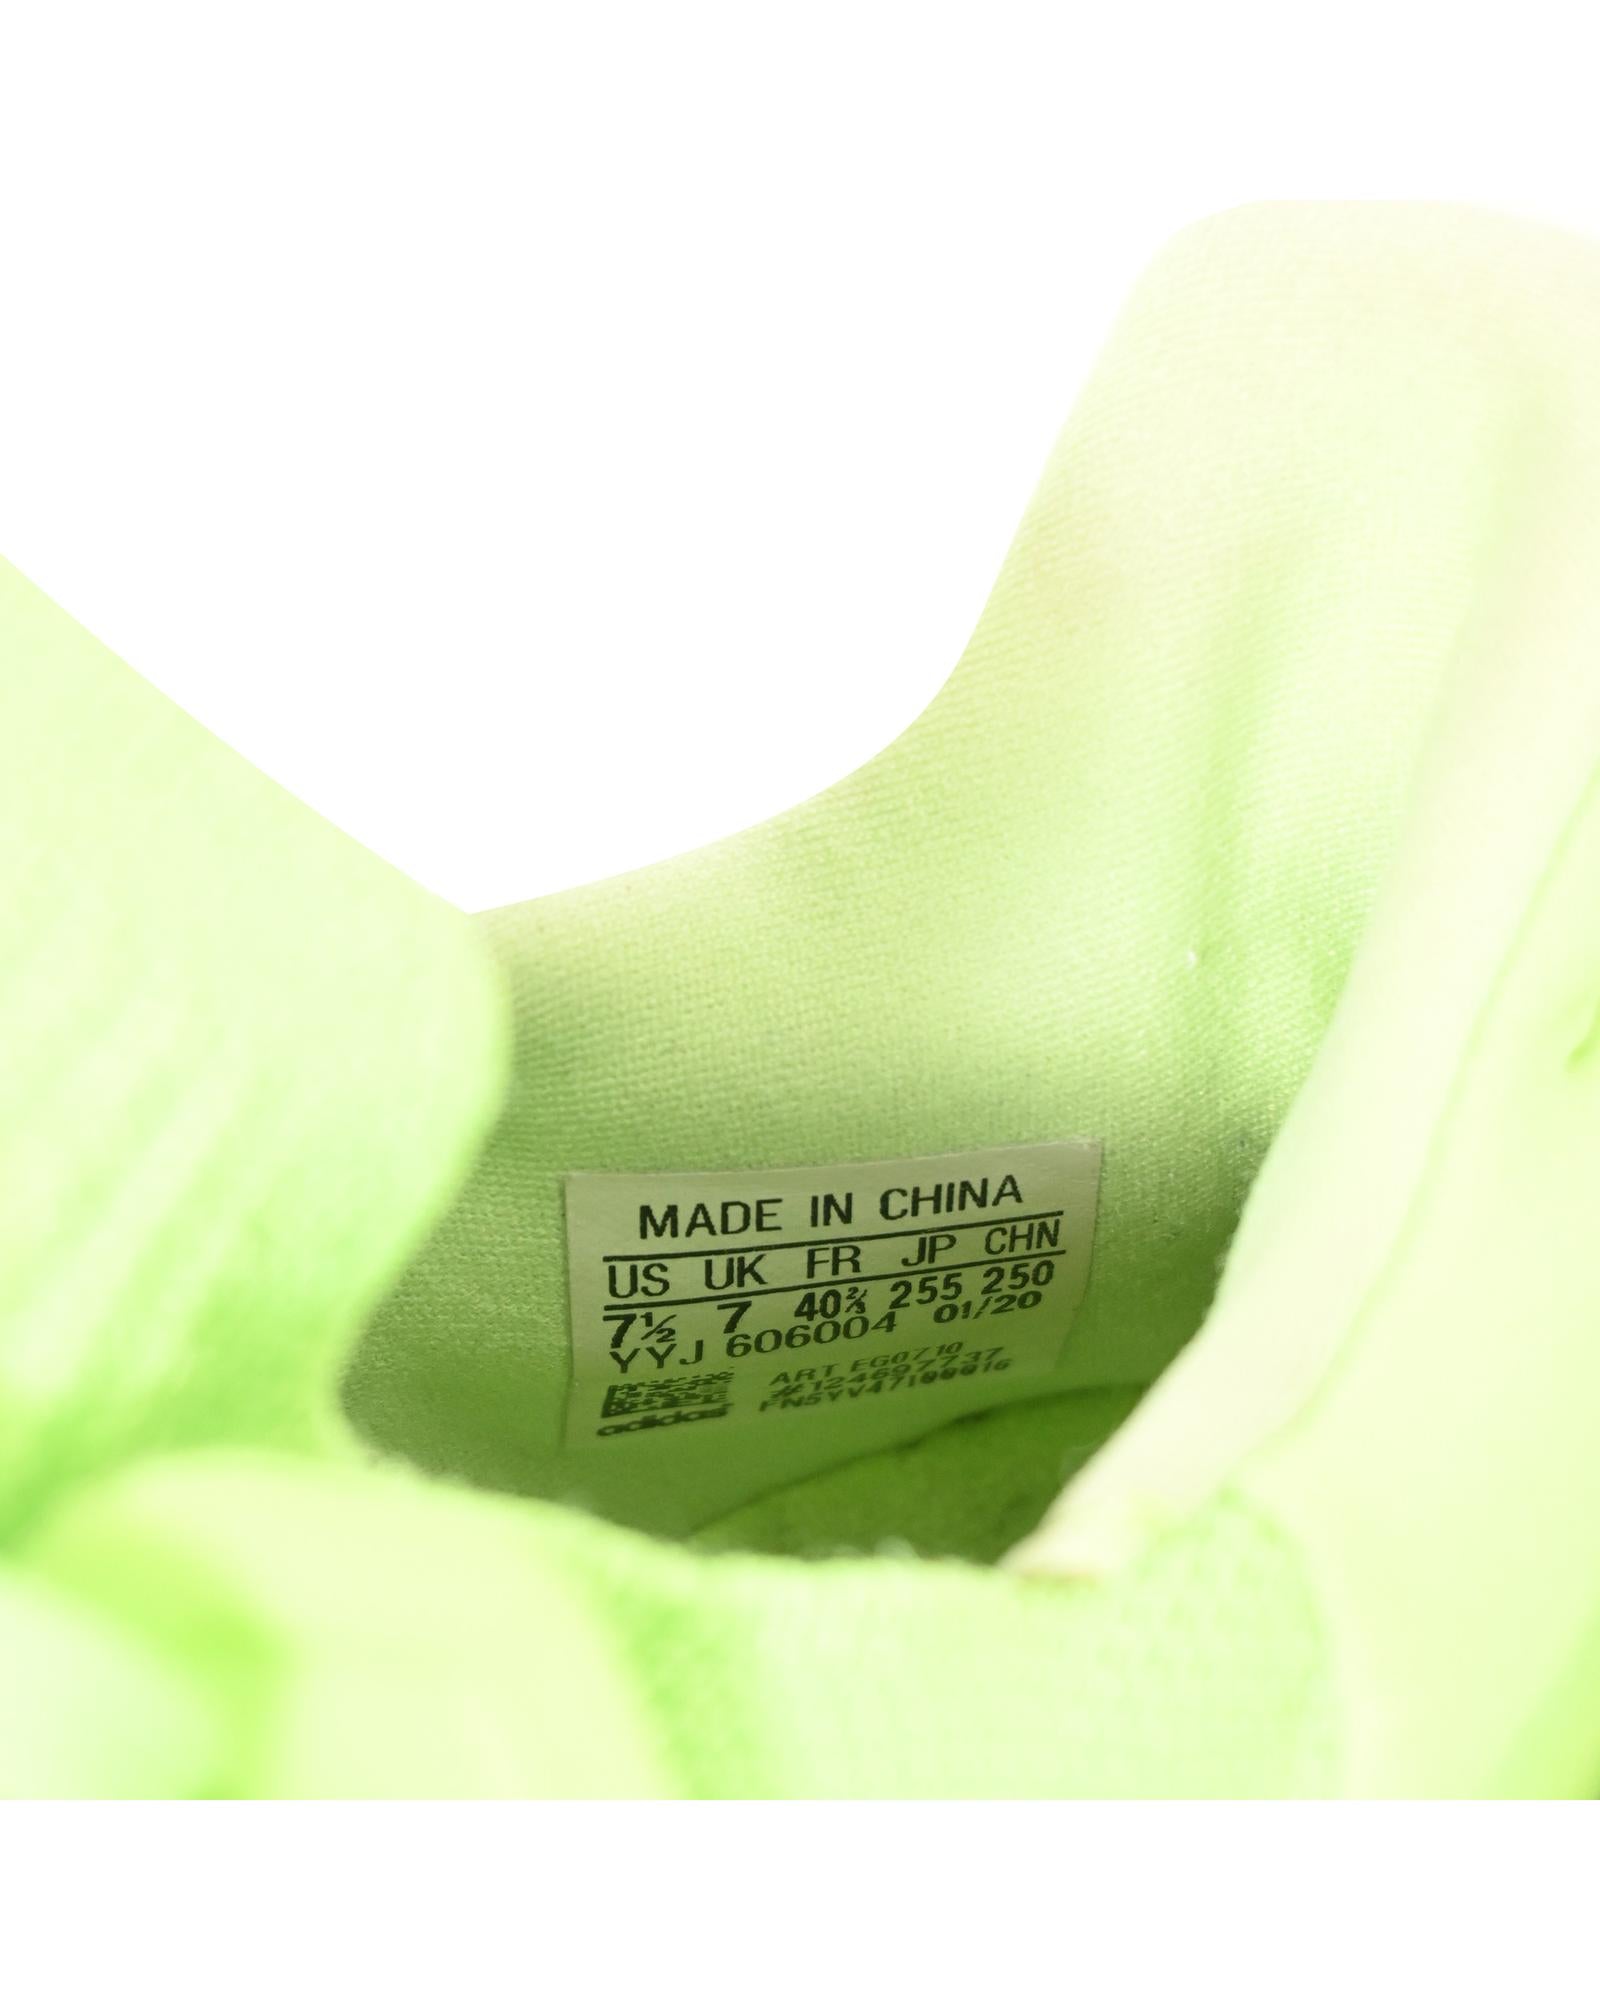 MADE IN CHINA
US UK FR JP CHN
7½ 7 40⅔ 255 250
YYJ 606004 01/20
ART EG0710
#124697737
adidas